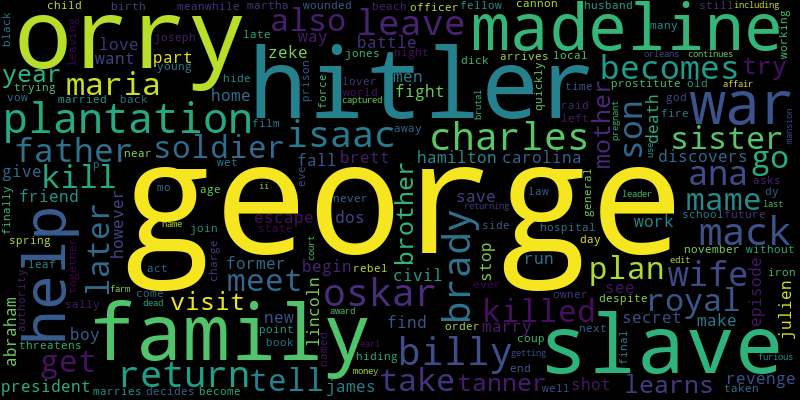 child birth meanwhile martha wounded beach officer fellow cannon husband still including
black orry leaving joseph also leave madeline many working
love late way battle jones night arrives
year want part zeke dick hitler becomes try
trying maria young hide men quickly local prostitute old affair
vow married back home lover world force fight time orleans continues
plantation film prison captured away brutal raid left god war
isaac charles pregnant fire mansion
father soldier mother son death sister
near wet fall brett hamilton carolina use discovers ana go
give kill p george eve ii law asks
friend mo age never save general leader mame dy last
finally however name escape dos brother returning side hospital work school future
spring help later join state brady day november without mack
leaf together act charge former begin rebel civil stop run plan wife iron
authority farm meet court see edit episode
sally come visit oskar owner despite royal julien
abraham boy dead lincoln new award killed secret make
threatens family point find order marry coup next slave
get book earl billy hiding named ever end getting final furious
president return tell james take tanner well shot learns revenge
marries decides become money taken